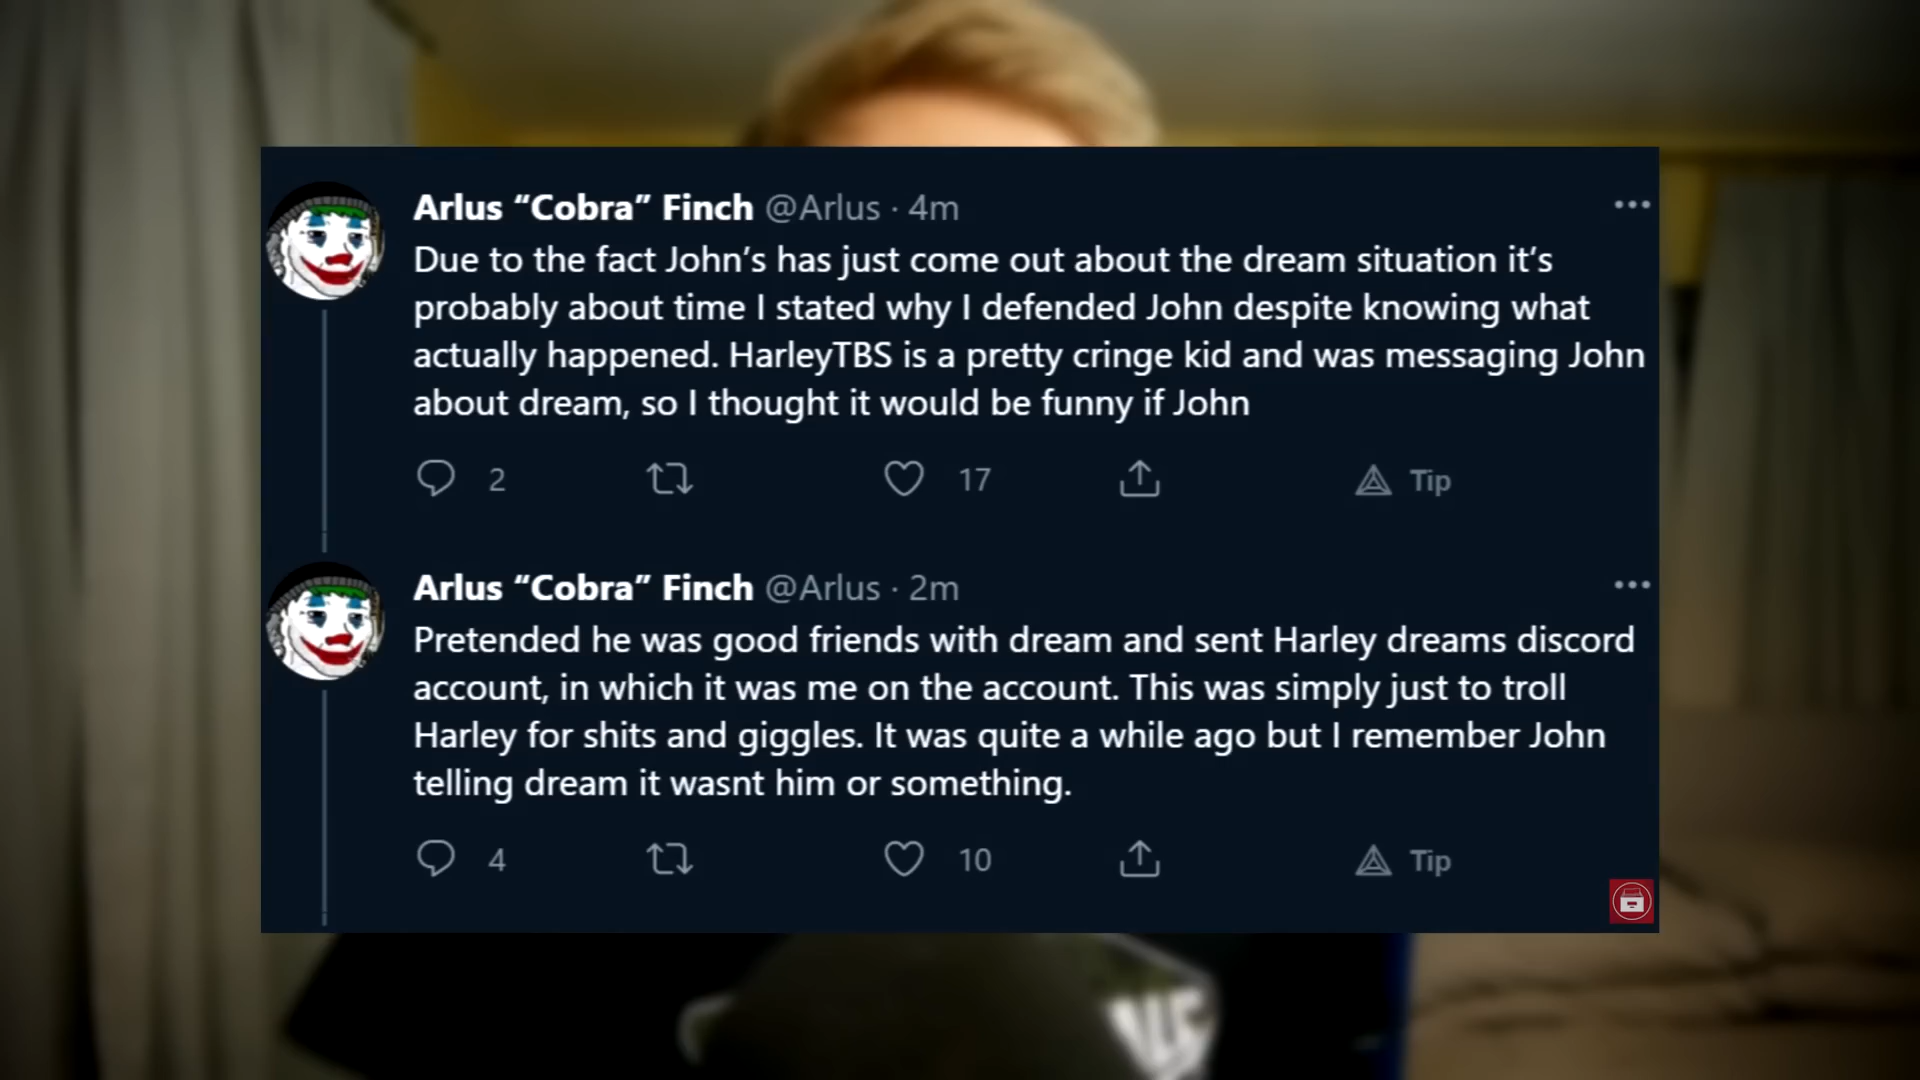 Arlus “Cobra” Finch @Arlus · 4m
Due to the fact John’s has just come out about the dream situation it’s
probably about time I stated why I defended John despite knowing what
actually happened. HarleyTBS is a pretty cringe kid and was messaging John
about dream, so I thought it would be funny if John
2 17 Tip
Arlus “Cobra” Finch @Arlus · 2m
Pretended he was good friends with dream and sent Harley dreams discord
account, in which it was me on the account. This was simply just to troll
Harley for shits and giggles. It was quite a while ago but I remember John
telling dream it wasnt him or something.
4 10 Tip